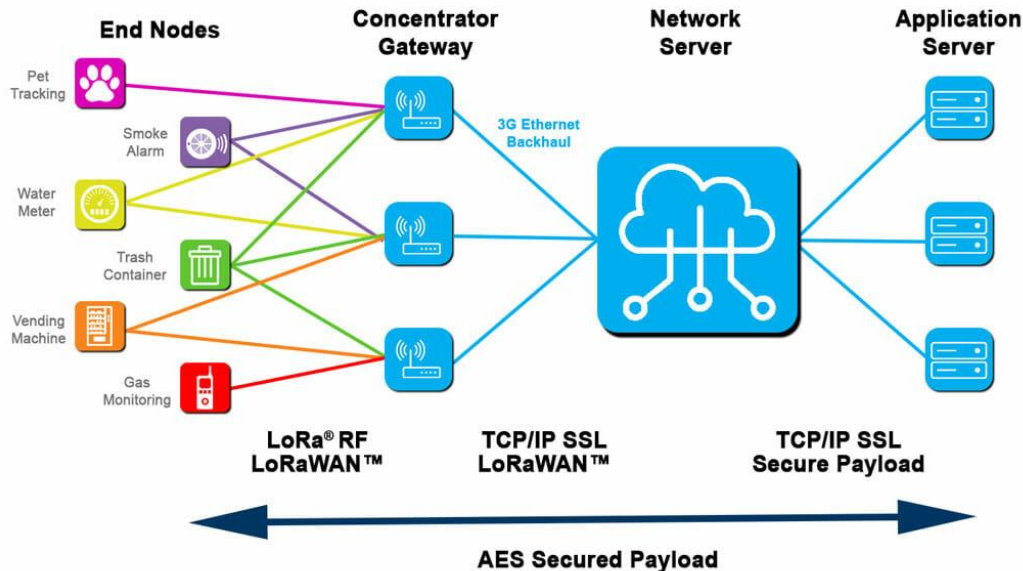 End Nodes
Concentrator
Gateway
Network
Server
Application
Server
Pet
Tracking
Smoke
Alarm
Water
Meter
Trash
Container
Vending
Machine
Gas
Monitoring
3G Ethernet
Backhaul
LoRa® RF
LoRaWAN™
TCP/IP SSL
LoRaWAN™
TCP/IP SSL
Secure Payload
AES Secured Payload